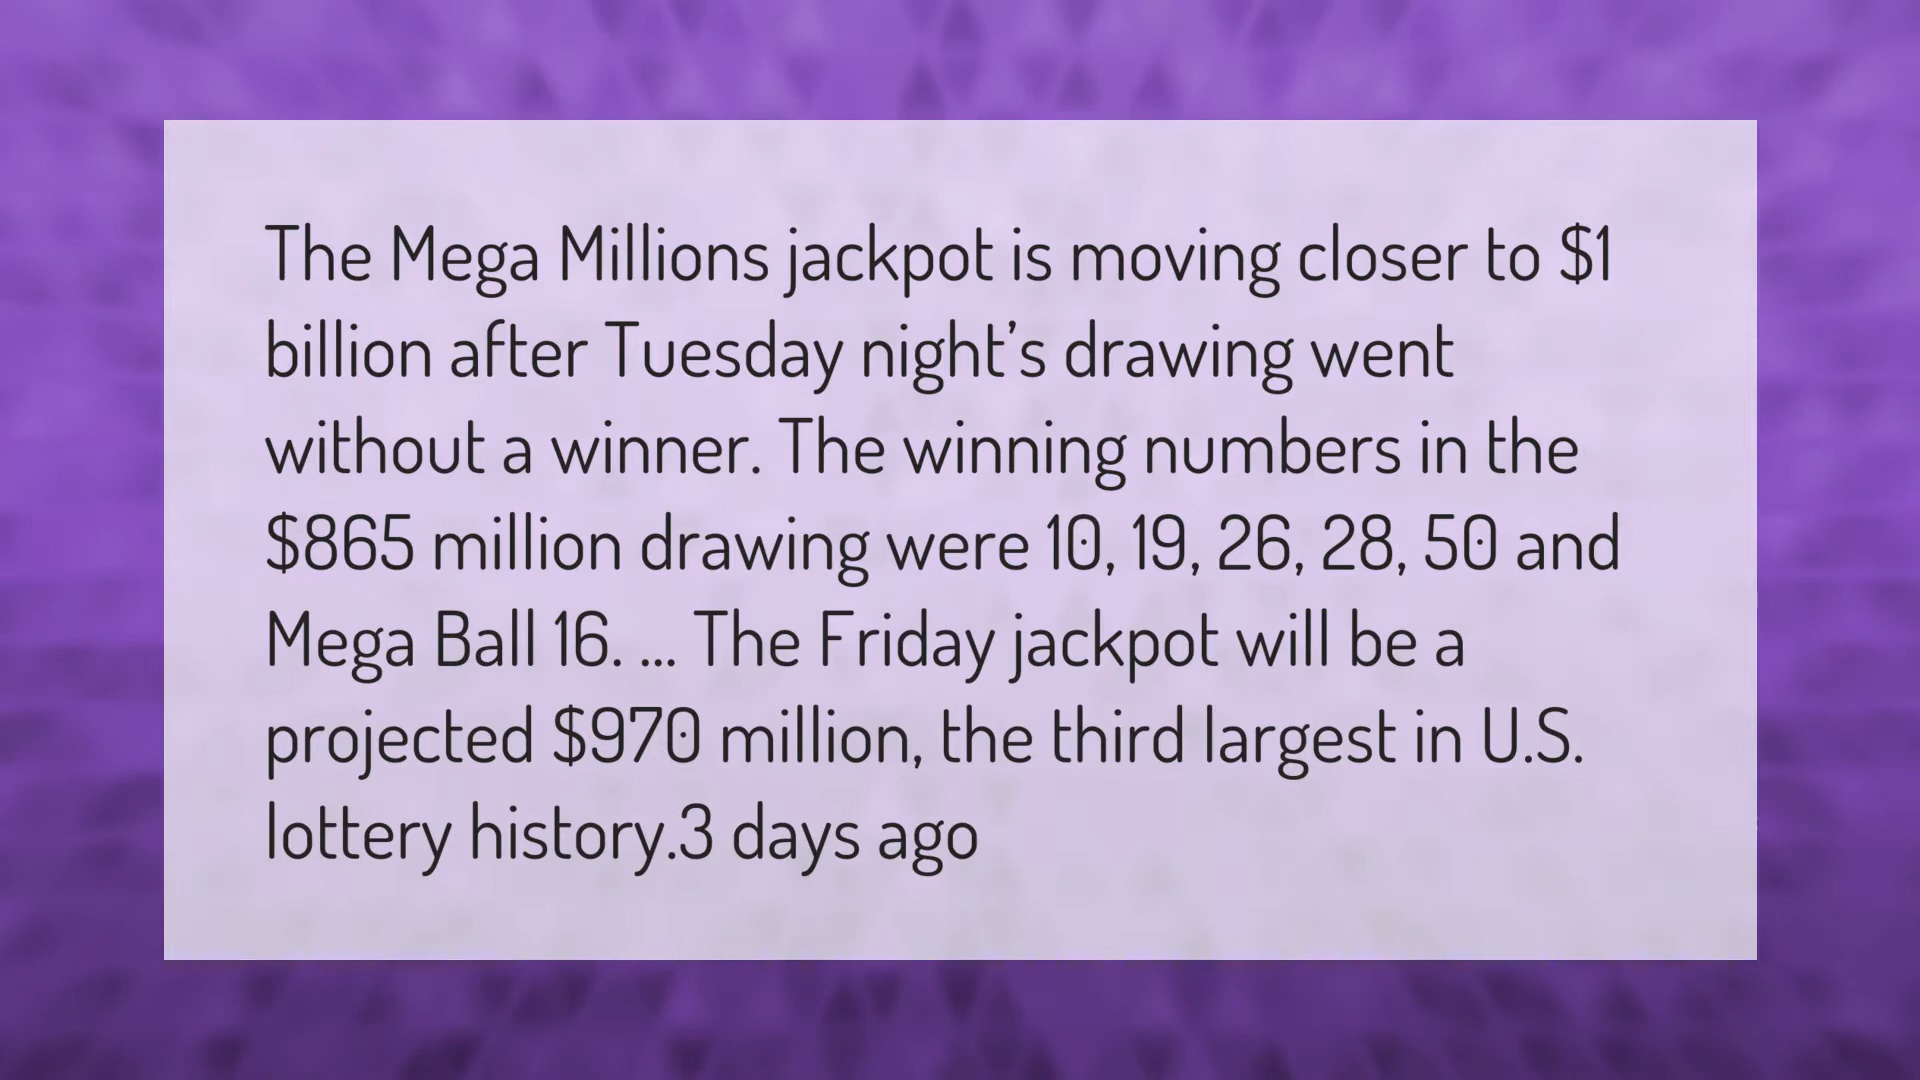 The Mega Millions jackpot is moving closer to $1
billion after Tuesday night’s drawing went
without a winner. The winning numbers in the
$865 million drawing were 10, 19, 26, 28, 50 and
Mega Ball 16. ... The Friday jackpot will be a
projected $970 million, the third largest in U.S.
lottery history.3 days ago